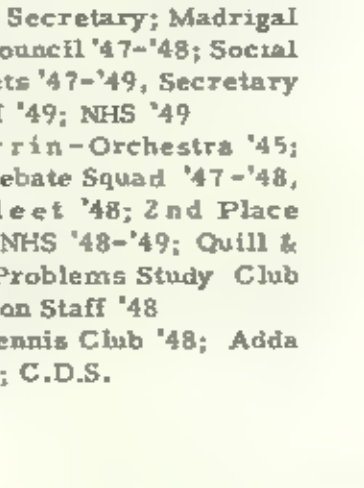 Secretary; Madrigal
ouncil '47-'48; Social
ets '47-'49, Secretary
'49; NHS '49
rrin-Orchestra '45;
ebate Squad '47-'48,
leet '48; 2nd Place
NHS '48-'49; Quill &
Problems Study Club
on Staff '48
ennis Club '48; Adda
; C.D.S.